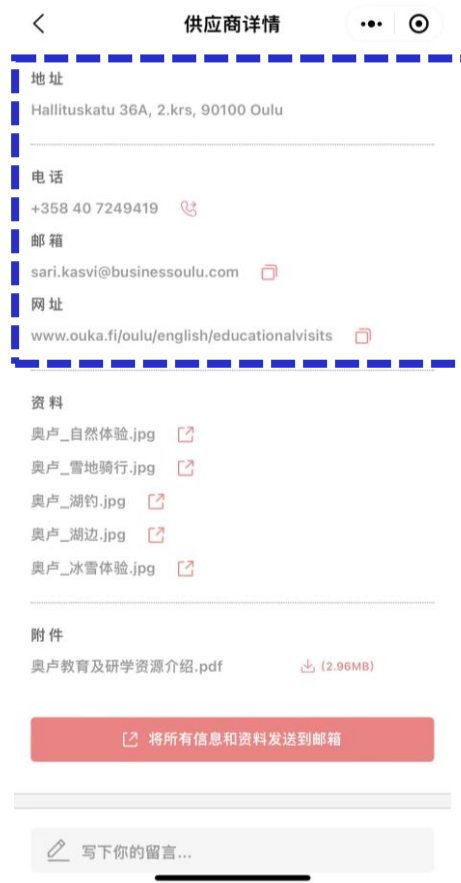 供应商详情
地址
Hallituskatu 36A, 2.krs, 90100 Oulu
电话
+358 40 7249419
邮箱
sari.kasvi@businessoulu.com
网址
www.ouka.fi/oulu/english/educationalvisits
资料
奥卢_自然体验.jpg
奥卢_雪地骑行.jpg
奥卢_湖钓.jpg
奥卢_湖边.jpg
奥卢_冰雪体验.jpg
附件
奥卢教育及研学资源介绍.pdf (2.96MB)
将所有信息和资料发送到邮箱
写下你的留言...